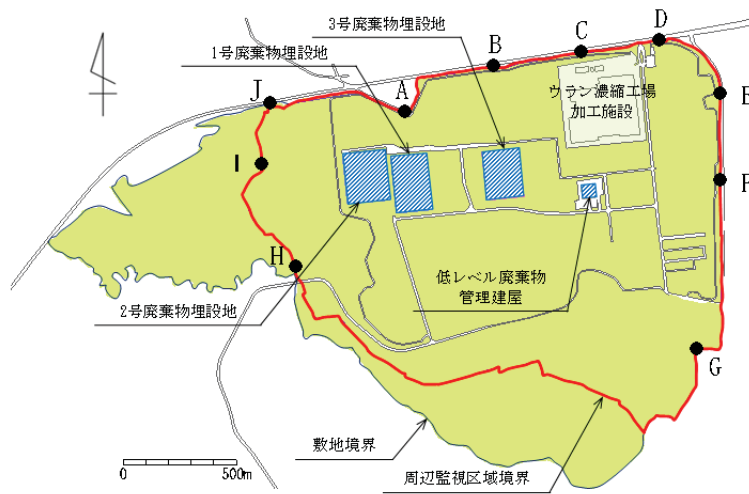 3号廃棄物埋設地
D
C
B
1号廃棄物埋設地
ウラン濃縮工場
加工施設
E
J
A
I
F
H
低レベル廃棄物
管理建屋
2号廃棄物埋設地
G
敷地境界
周辺監視区域境界
0
500m